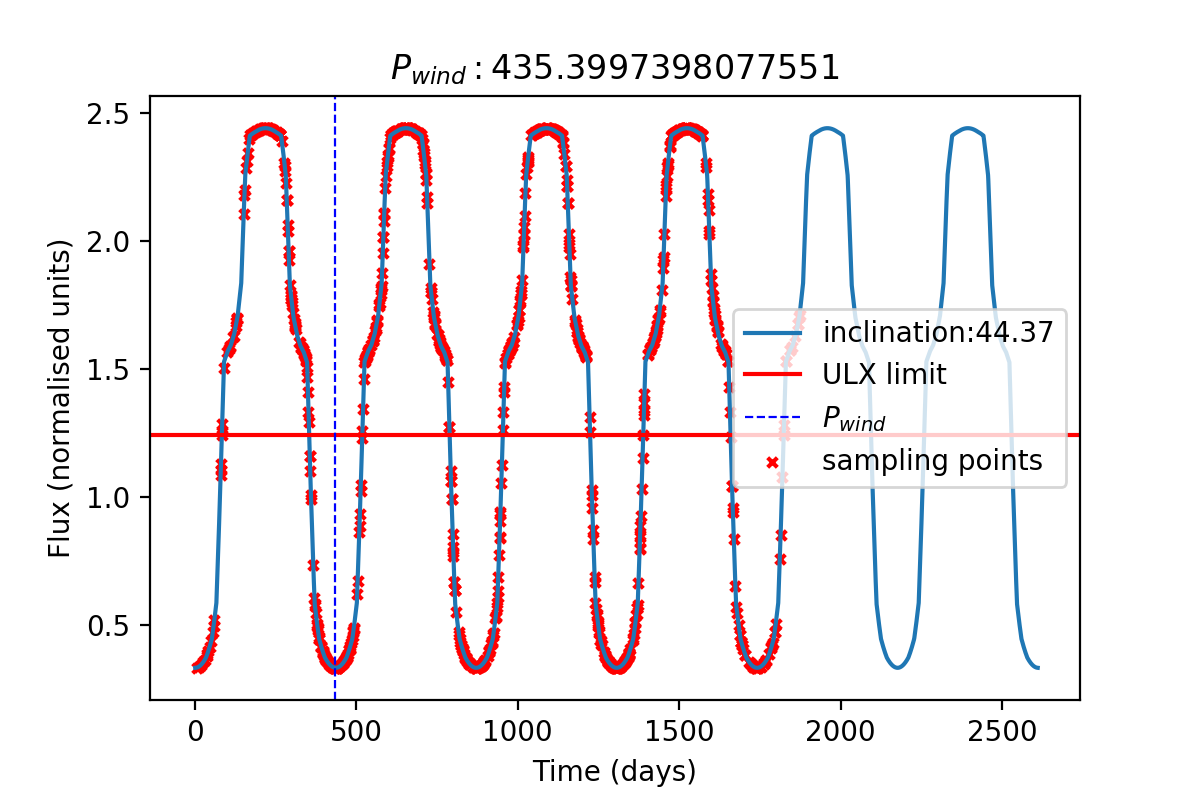 P_wind : 435.3997398077551
2.5
2.0
1.5
1.0
0.5
Flux (normalised units)
inclination:44.37
ULX limit
P_wind
sampling points
0 500 1000 1500 2000 2500
Time (days)